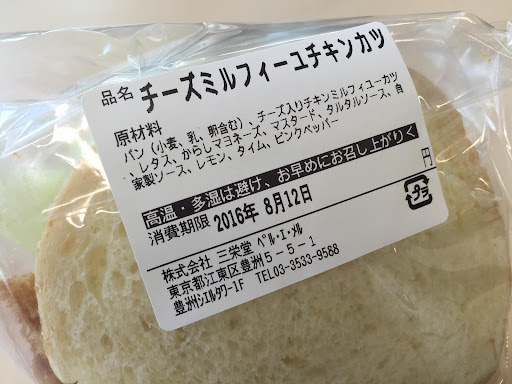 品名 チーズミルフィーユチキンカツ
原材料
パン（小麦、乳、卵含む）、チーズ入りチキンミルフィユーカツ
、レタス、からしマヨネーズ、マスタード、タルタルソース、自
家製ソース、レモン、タイム、ピンクペッパー
高温・多湿は避け、お早めにお召し上がりく
消費期限 2016年 8月12日
円
プラ
株式会社 三栄堂 ペル・エ・メル
東京都江東区豊洲５－５－１
豊洲シエルタワー1F TEL03-3533-9588